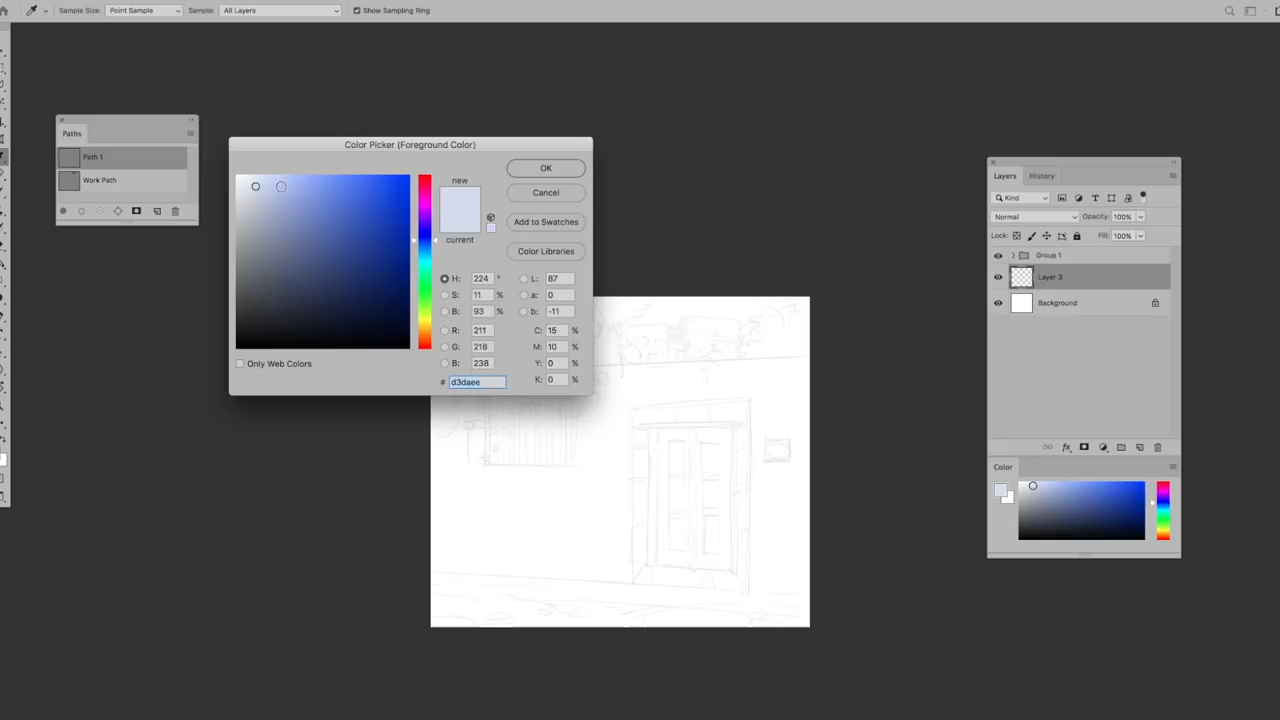 Sample Size: Point Sample Sample: All Layers Show Sampling Ring
Paths
Path 1
Work Path
Color Picker (Foreground Color)
new
current
OK
Cancel
Add to Swatches
Color Libraries
H: 224 °
S: 11 %
B: 93 %
R: 211
G: 218
B: 238
# d3daee
L: 87
a: 0
b: -11
C: 15 %
M: 10 %
Y: 0 %
K: 0 %
Only Web Colors
Layers History
Kind
Normal Opacity: 100%
Lock: Fill: 100%
Group 1
Layer 3
Background
fx
Color